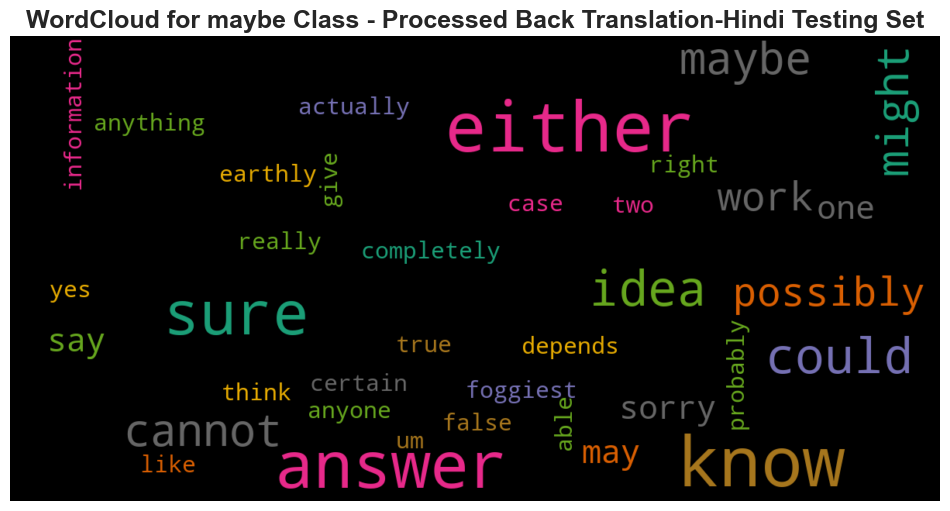 WordCloud for maybe Class - Processed Back Translation-Hindi Testing Set
information
maybe
might
anything
actually
either
earthly
give
right
case
two
work
one
really
completely
yes
sure
idea
possibly
say
true
depends
probably
could
think
certain
foggiest
anyone
able
sorry
cannot
um
false
like
answer
may
know